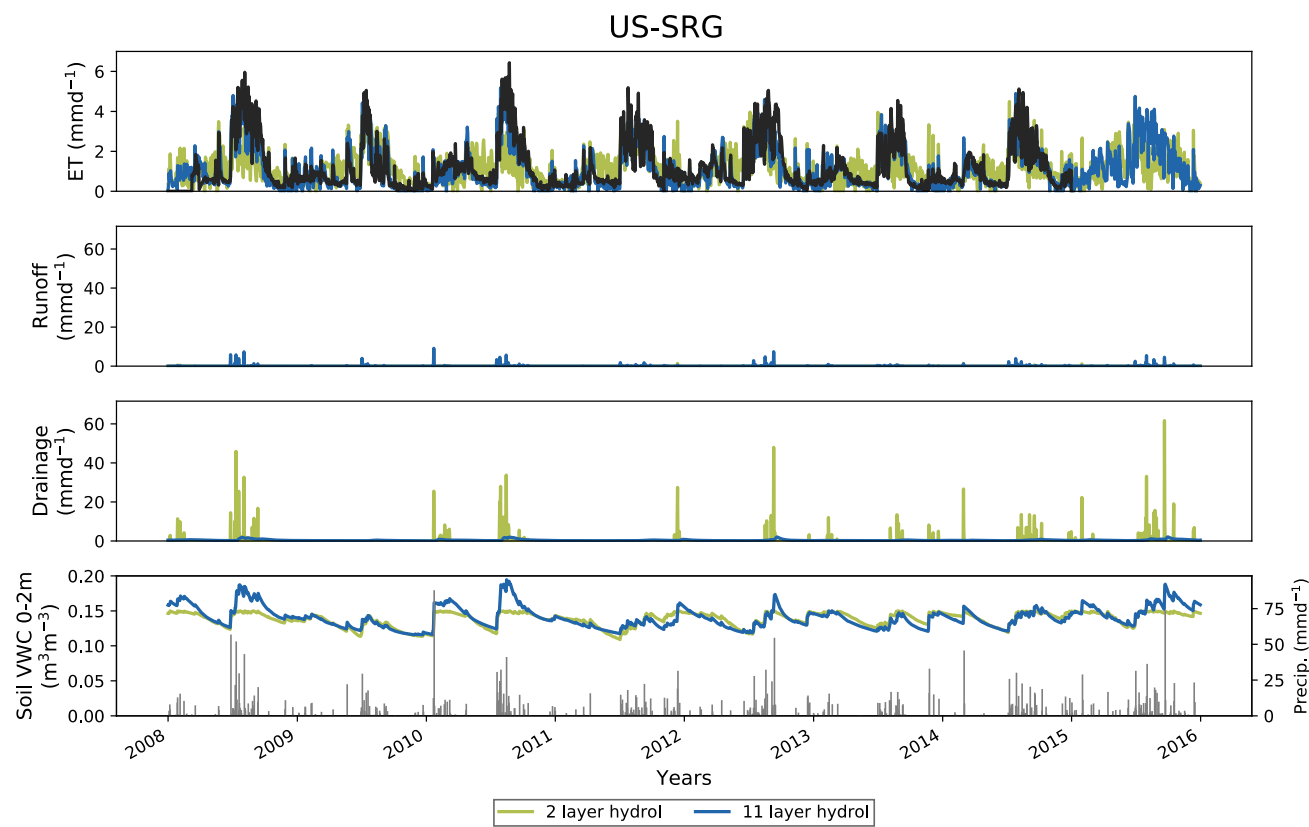 US-SRG
ET (mmd⁻¹)
6
4
2
0
Runoff
(mmd⁻¹)
60
40
20
0
Drainage
(mmd⁻¹)
60
40
20
0
Soil VWC 0-2m
(m³m⁻³)
0.20
0.15
0.10
0.05
0.00
75
50
25
0
Precip. (mmd⁻¹)
2008 2009 2010 2011 2012 2013 2014 2015 2016
Years
2 layer hydrol 11 layer hydrol